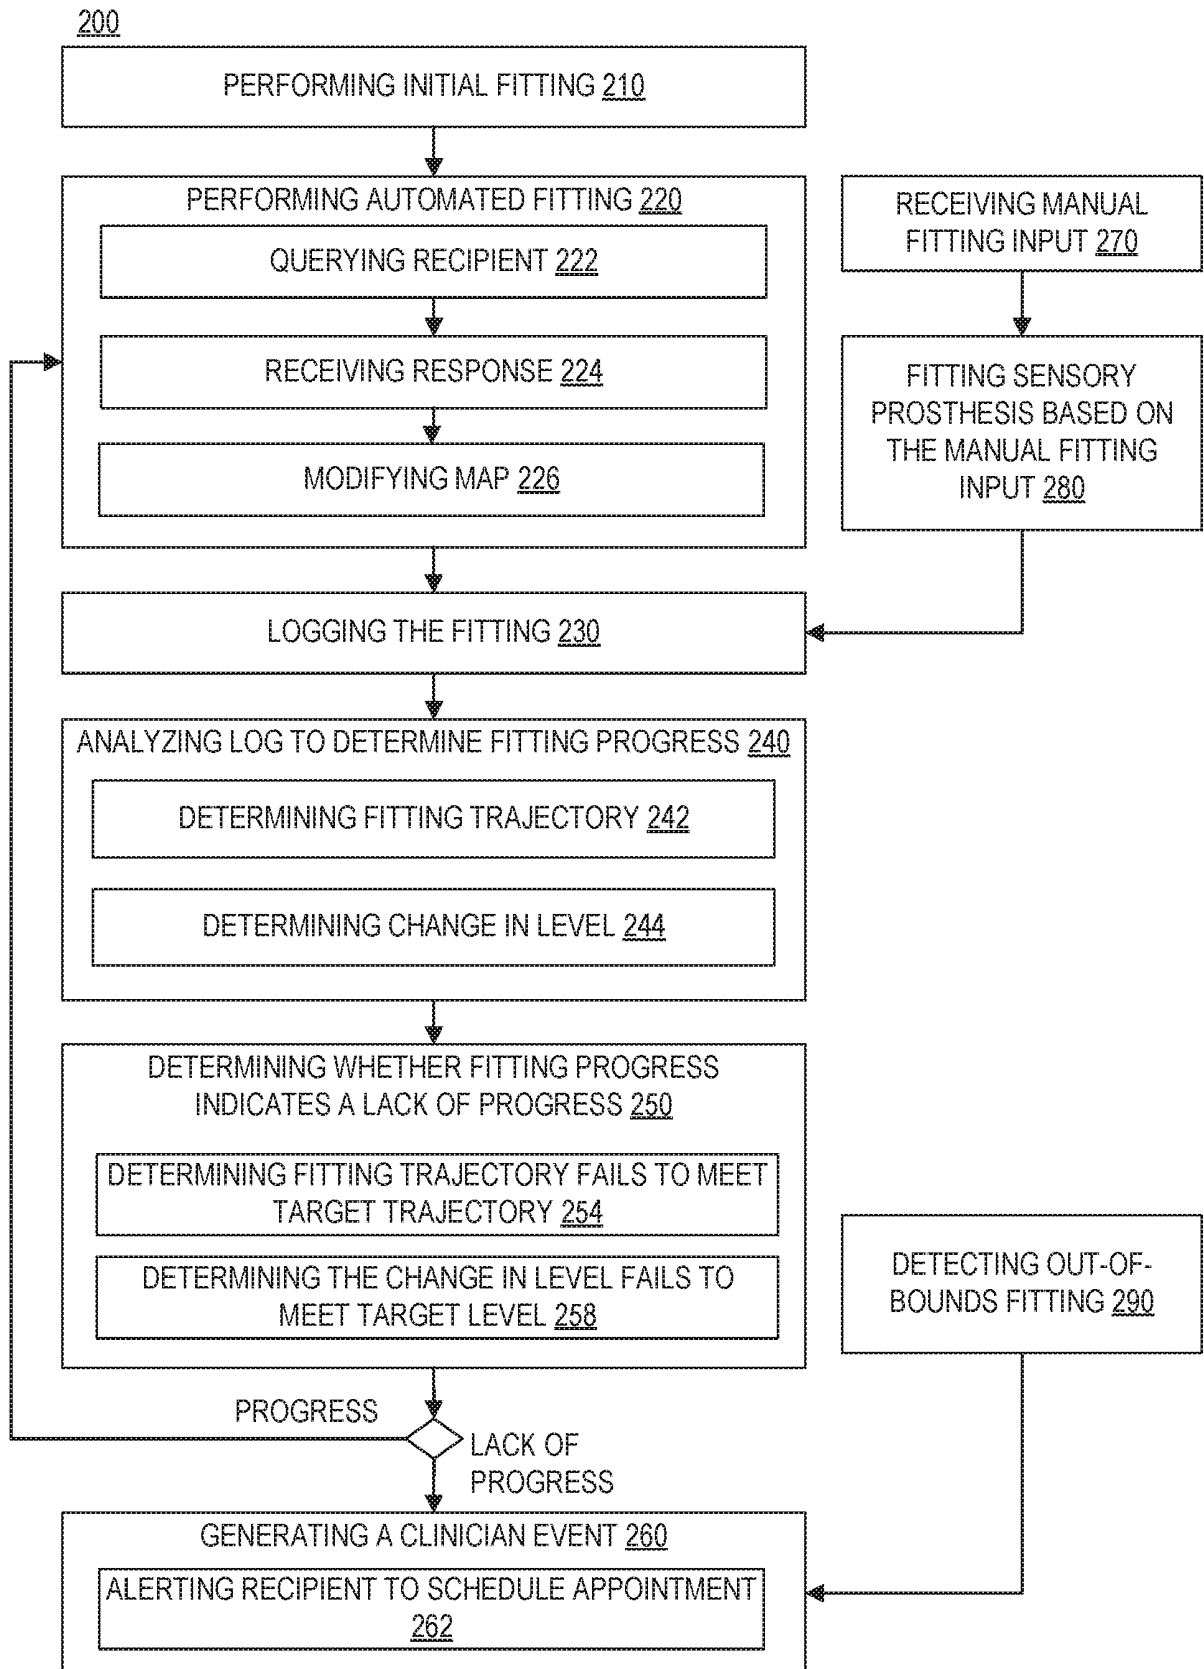 200
PERFORMING INITIAL FITTING 210
PERFORMING AUTOMATED FITTING 220
QUERYING RECIPIENT 222
RECEIVING RESPONSE 224
MODIFYING MAP 226
RECEIVING MANUAL
FITTING INPUT 270
FITTING SENSORY
PROSTHESIS BASED ON
THE MANUAL FITTING
INPUT 280
LOGGING THE FITTING 230
ANALYZING LOG TO DETERMINE FITTING PROGRESS 240
DETERMINING FITTING TRAJECTORY 242
DETERMINING CHANGE IN LEVEL 244
DETERMINING WHETHER FITTING PROGRESS
INDICATES A LACK OF PROGRESS 250
DETERMINING FITTING TRAJECTORY FAILS TO MEET
TARGET TRAJECTORY 254
DETERMINING THE CHANGE IN LEVEL FAILS TO
MEET TARGET LEVEL 258
DETECTING OUT-OF-
BOUNDS FITTING 290
PROGRESS
LACK OF
PROGRESS
GENERATING A CLINICIAN EVENT 260
ALERTING RECIPIENT TO SCHEDULE APPOINTMENT
262